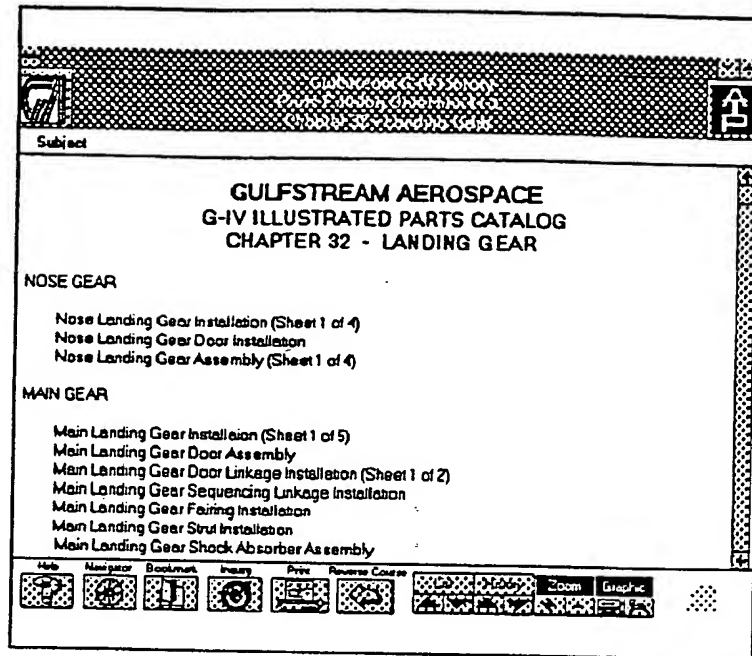 Subject
GULFSTREAM AEROSPACE
G-IV ILLUSTRATED PARTS CATALOG
CHAPTER 32 - LANDING GEAR
NOSE GEAR
Nose Landing Gear Installation (Sheet 1 of 4)
Nose Landing Gear Door Installation
Nose Landing Gear Assembly (Sheet 1 of 4)
MAIN GEAR
Main Landing Gear Installaion (Sheet 1 of 5)
Main Landing Gear Door Assembly
Main Landing Gear Door Linkage Installation (Sheet 1 of 2)
Main Landing Gear Sequencing Linkage Installation
Main Landing Gear Fairing Installation
Main Landing Gear Strut Installation
Main Landing Gear Shock Absorber Assembly
Help Navigator Bookmark Inquiry Print Reverse Course Zoom Graphic